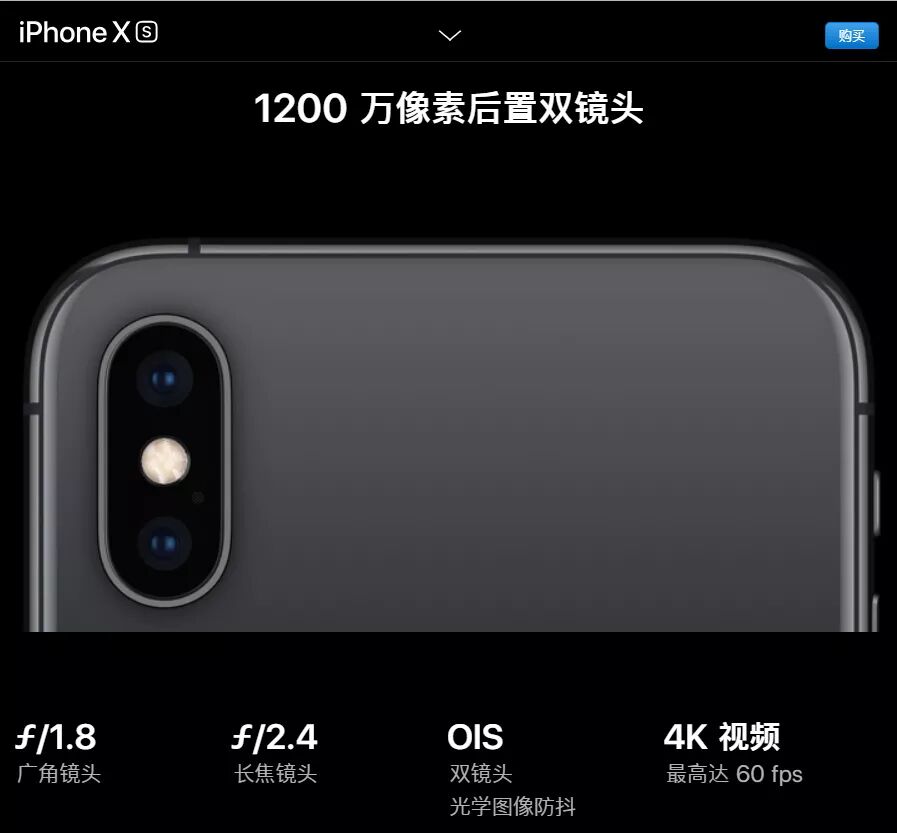 iPhone XS
购买
1200 万像素后置双镜头
ƒ/1.8
广角镜头
ƒ/2.4
长焦镜头
OIS
双镜头
光学图像防抖
4K 视频
最高达 60 fps